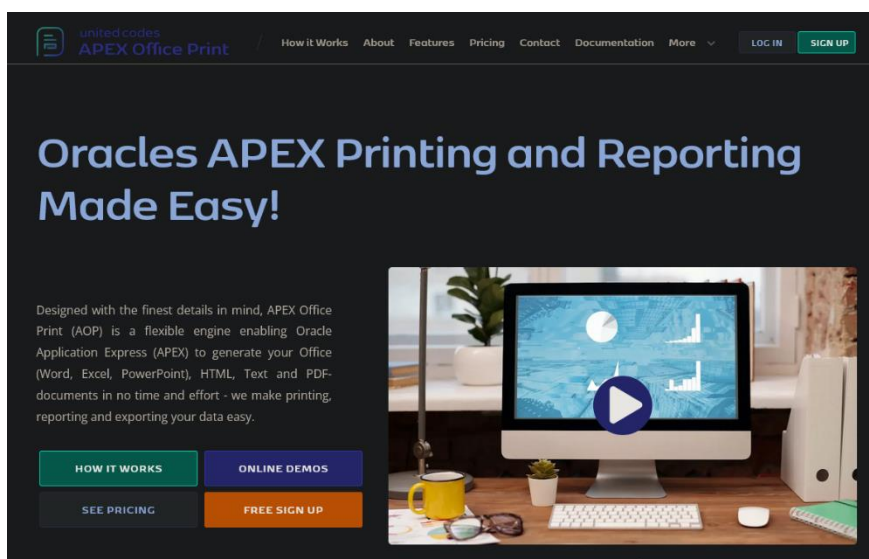 unitedcodes
APEX Office Print
How it Works About Features Pricing Contact Documentation More
LOG IN
SIGN UP
Oracles APEX Printing and Reporting
Made Easy!
Designed with the finest details in mind, APEX Office
Print (AOP) is a flexible engine enabling Oracle
Application Express (APEX) to generate your Office
(Word, Excel, PowerPoint), HTML, Text and PDF-
documents in no time and effort - we make printing,
reporting and exporting your data easy.
HOW IT WORKS
ONLINE DEMOS
SEE PRICING
FREE SIGN UP